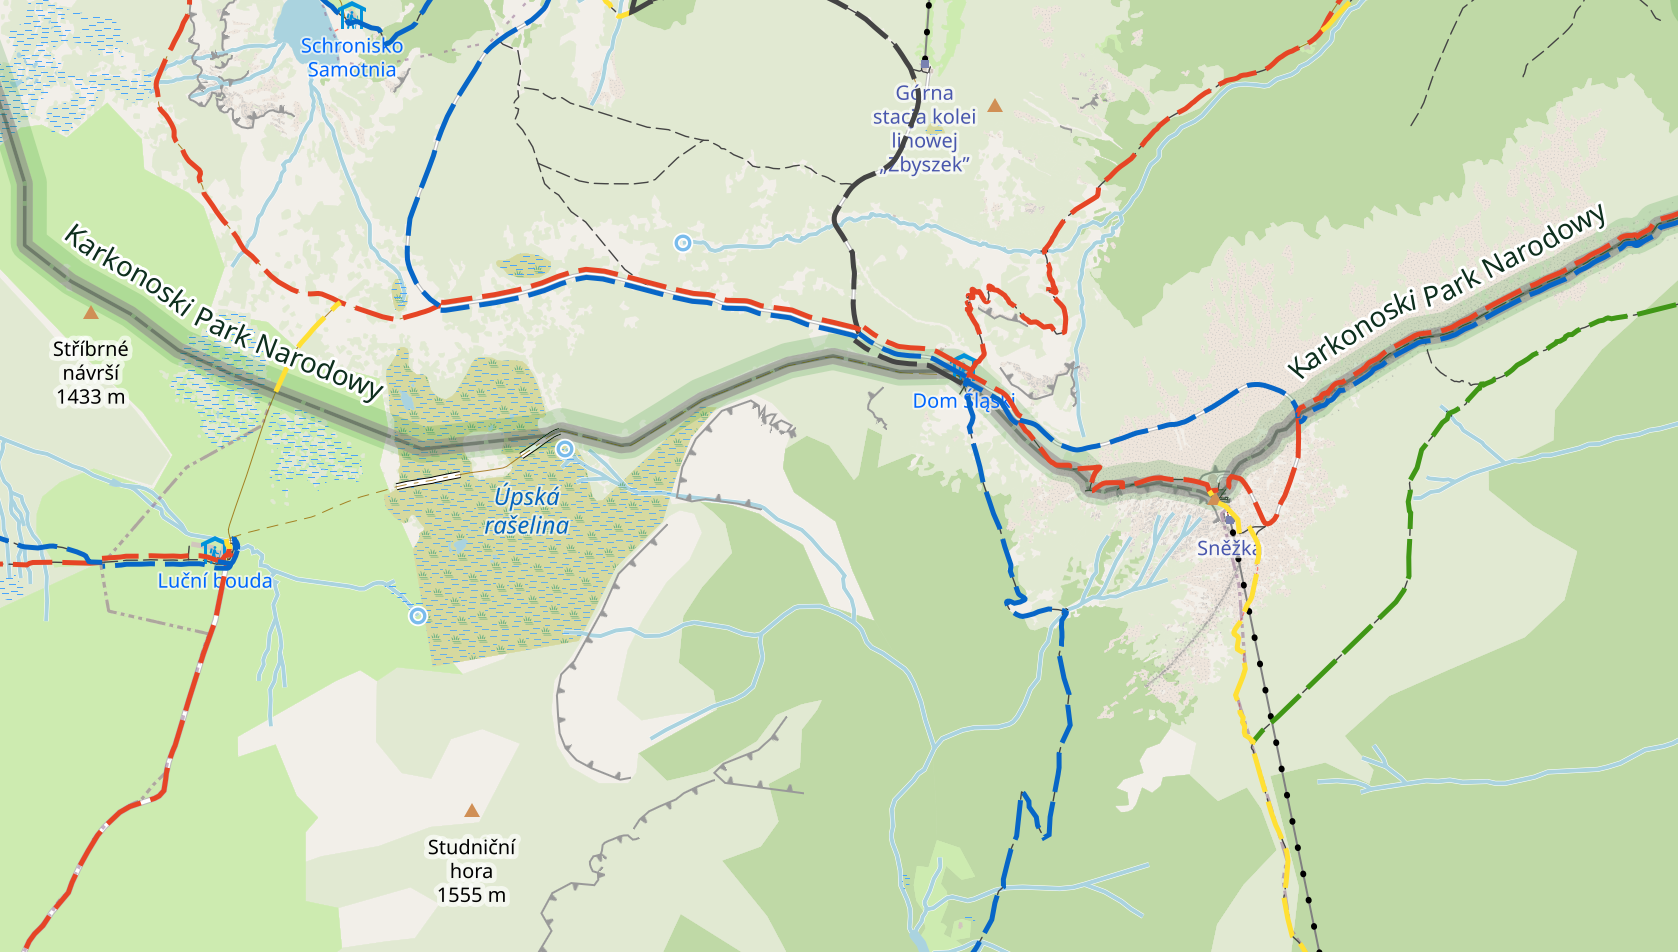 Schronisko
Samotnia
Górna
stacja kolei
linowej
„Zbyszek”
Karkonoski Park Narodowy
Karkonoski Park Narodowy
Stříbrné
návrší
1433 m
Dom Śląski
Úpská
rašelina
Sněžka
Luční bouda
Studniční
hora
1555 m